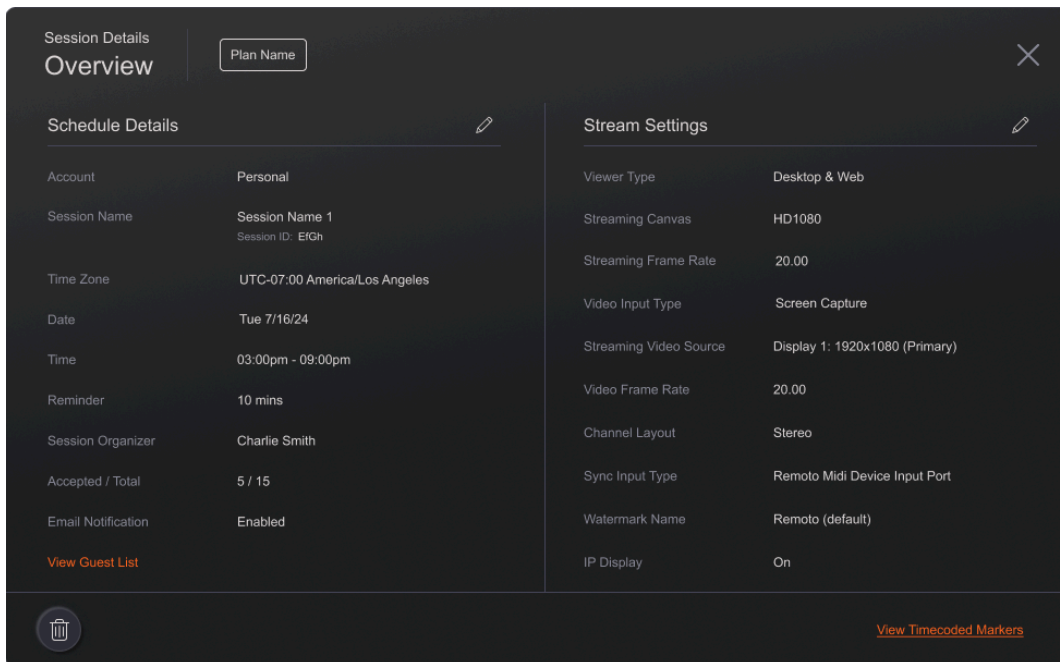 Session Details
Overview
Plan Name
Schedule Details
Account Personal
Session Name Session Name 1
Session ID: EfGh
Time Zone UTC-07:00 America/Los Angeles
Date Tue 7/16/24
Time 03:00pm - 09:00pm
Reminder 10 mins
Session Organizer Charlie Smith
Accepted / Total 5 / 15
Email Notification Enabled
View Guest List
Stream Settings
Viewer Type Desktop & Web
Streaming Canvas HD1080
Streaming Frame Rate 20.00
Video Input Type Screen Capture
Streaming Video Source Display 1: 1920x1080 (Primary)
Video Frame Rate 20.00
Channel Layout Stereo
Sync Input Type Remoto Midi Device Input Port
Watermark Name Remoto (default)
IP Display On
View Timecoded Markers